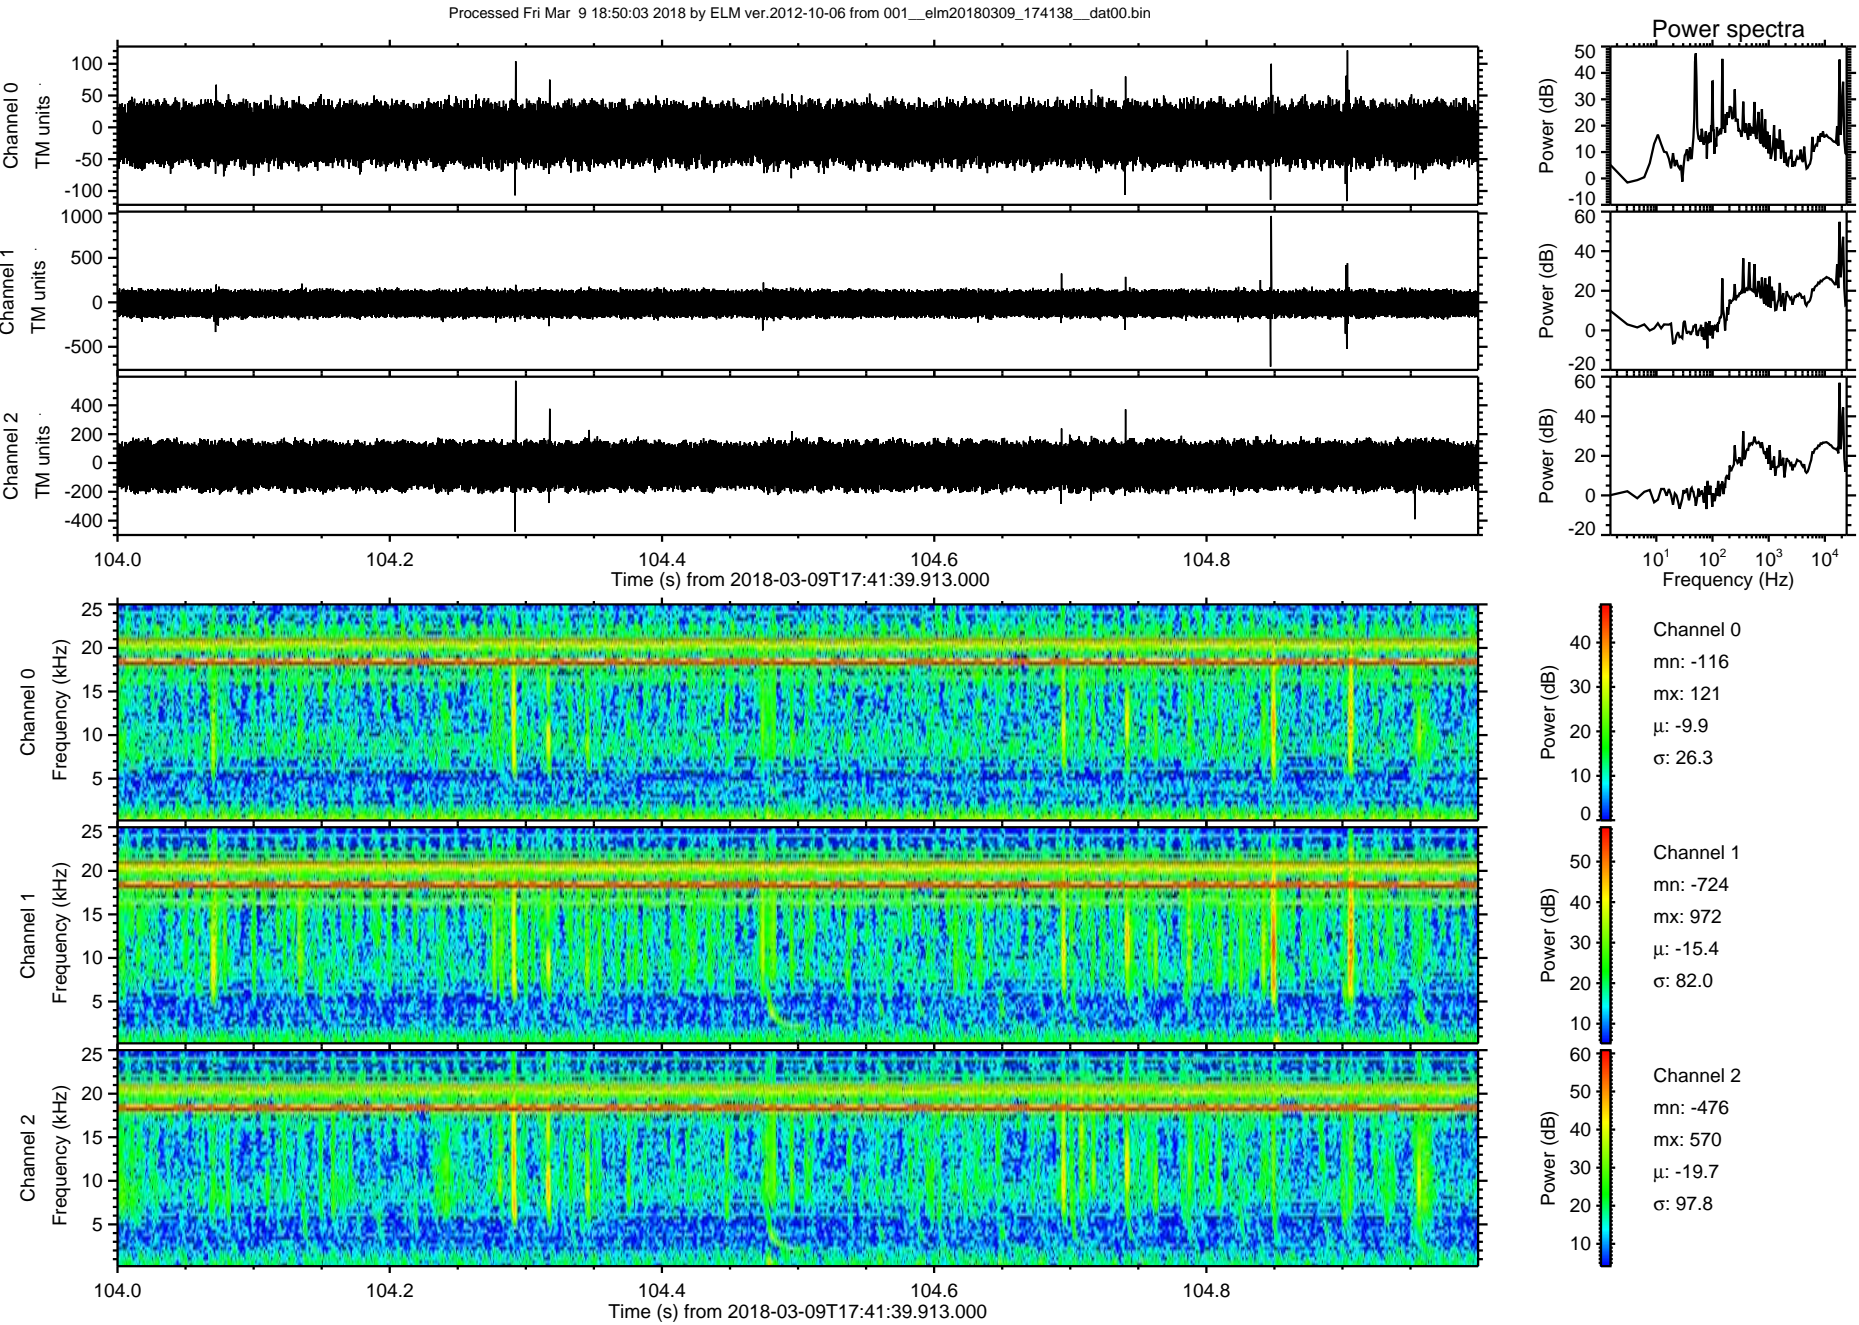 Processed Fri Mar  9 18:50:03 2018 by ELM ver.2012-10-06 from 001__elm20180309_174138__dat00.bin
Power spectra
Channel 0
TM units
100
50
0
-50
-100
Power (dB)
50
40
30
20
10
0
-10
Channel 1
TM units
1000
500
0
-500
Power (dB)
60
40
20
0
-20
Channel 2
TM units
400
200
0
-200
-400
Power (dB)
60
40
20
0
-20
104.0 104.2 104.4 104.6 104.8
Time (s) from 2018-03-09T17:41:39.913.000
10¹ 10² 10³ 10⁴
Frequency (Hz)
Channel 0
Frequency (kHz)
25
20
15
10
5
Power (dB)
40
30
20
10
0
Channel 0
mn: -116
mx: 121
μ: -9.9
σ: 26.3
Channel 1
Frequency (kHz)
25
20
15
10
5
Power (dB)
50
40
30
20
10
Channel 1
mn: -724
mx: 972
μ: -15.4
σ: 82.0
Channel 2
Frequency (kHz)
25
20
15
10
5
Power (dB)
60
50
40
30
20
10
Channel 2
mn: -476
mx: 570
μ: -19.7
σ: 97.8
104.0 104.2 104.4 104.6 104.8
Time (s) from 2018-03-09T17:41:39.913.000